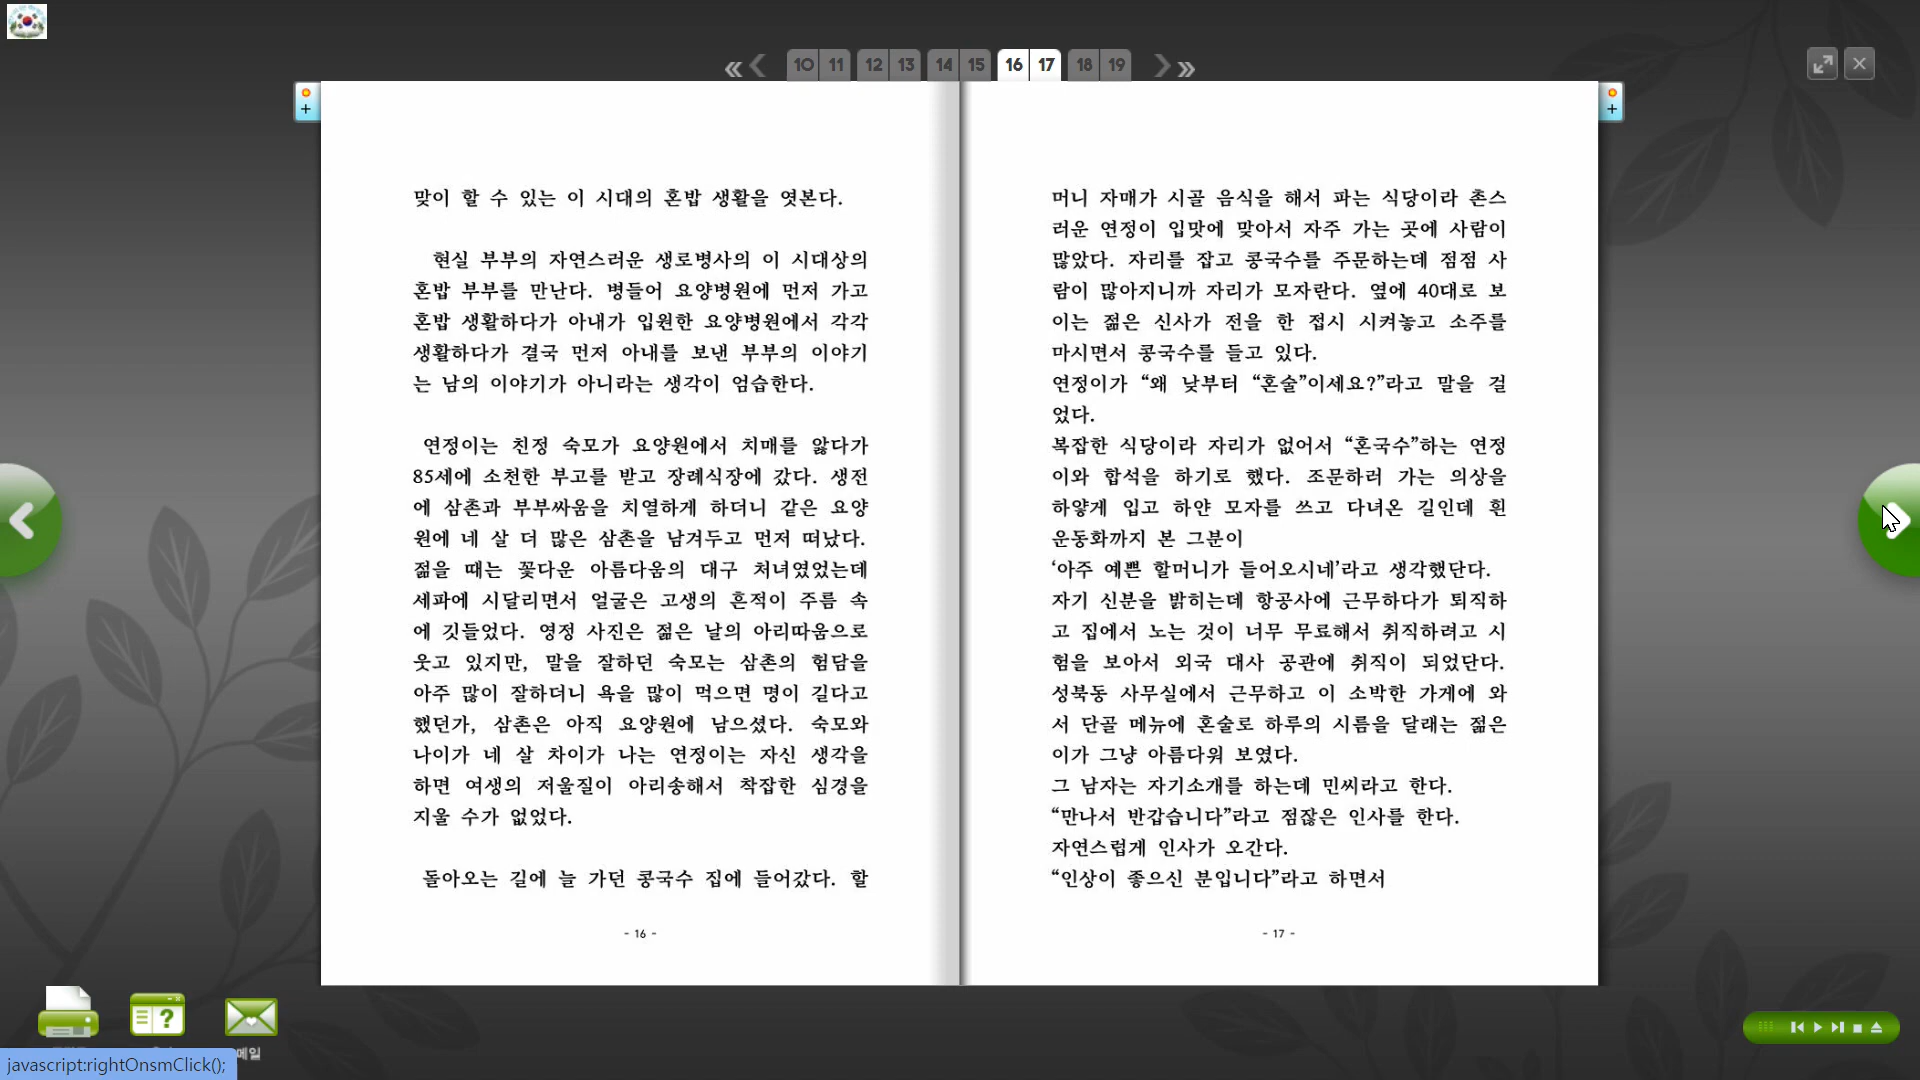 10 11 12 13 14 15 16 17 18 19
맞이 할 수 있는 이 시대의 혼밥 생활을 엿본다.
현실 부부의 자연스러운 생로병사의 이 시대상의
혼밥 부부를 만난다. 병들어 요양병원에 먼저 가고
혼밥 생활하다가 아내가 입원한 요양병원에서 각각
생활하다가 결국 먼저 아내를 보낸 부부의 이야기
는 남의 이야기가 아니라는 생각이 엄습한다.
연정이는 친정 숙모가 요양원에서 치매를 앓다가
85세에 소천한 부고를 받고 장례식장에 갔다. 생전
에 삼촌과 부부싸움을 치열하게 하더니 같은 요양
원에 네 살 더 많은 삼촌을 남겨두고 먼저 떠났다.
젊을 때는 꽃다운 아름다움의 대구 처녀였었는데
세파에 시달리면서 얼굴은 고생의 흔적이 주름 속
에 깃들었다. 영정 사진은 젊은 날의 아리따움으로
웃고 있지만, 말을 잘하던 숙모는 삼촌의 험담을
아주 많이 잘하더니 욕을 많이 먹으면 명이 길다고
했던가, 삼촌은 아직 요양원에 남으셨다. 숙모와
나이가 네 살 차이가 나는 연정이는 자신 생각을
하면 여생의 저울질이 아리송해서 착잡한 심경을
지울 수가 없었다.
돌아오는 길에 늘 가던 콩국수 집에 들어갔다. 할
- 16 -
머니 자매가 시골 음식을 해서 파는 식당이라 촌스
러운 연정이 입맛에 맞아서 자주 가는 곳에 사람이
많았다. 자리를 잡고 콩국수를 주문하는데 점점 사
람이 많아지니까 자리가 모자란다. 옆에 40대로 보
이는 젊은 신사가 전을 한 접시 시켜놓고 소주를
마시면서 콩국수를 들고 있다.
연정이가 “왜 낮부터 “혼술”이세요?”라고 말을 걸
었다.
복잡한 식당이라 자리가 없어서 “혼국수”하는 연정
이와 합석을 하기로 했다. 조문하러 가는 의상을
하얗게 입고 하얀 모자를 쓰고 다녀온 길인데 흰
운동화까지 본 그분이
‘아주 예쁜 할머니가 들어오시네’라고 생각했단다.
자기 신분을 밝히는데 항공사에 근무하다가 퇴직하
고 집에서 노는 것이 너무 무료해서 취직하려고 시
험을 보아서 외국 대사 공관에 취직이 되었단다.
성북동 사무실에서 근무하고 이 소박한 가게에 와
서 단골 메뉴에 혼술로 하루의 시름을 달래는 젊은
이가 그냥 아름다워 보였다.
그 남자는 자기소개를 하는데 민씨라고 한다.
“만나서 반갑습니다”라고 점잖은 인사를 한다.
자연스럽게 인사가 오간다.
“인상이 좋으신 분입니다”라고 하면서
- 17 -
메일
javascript:rightOnsmClick();